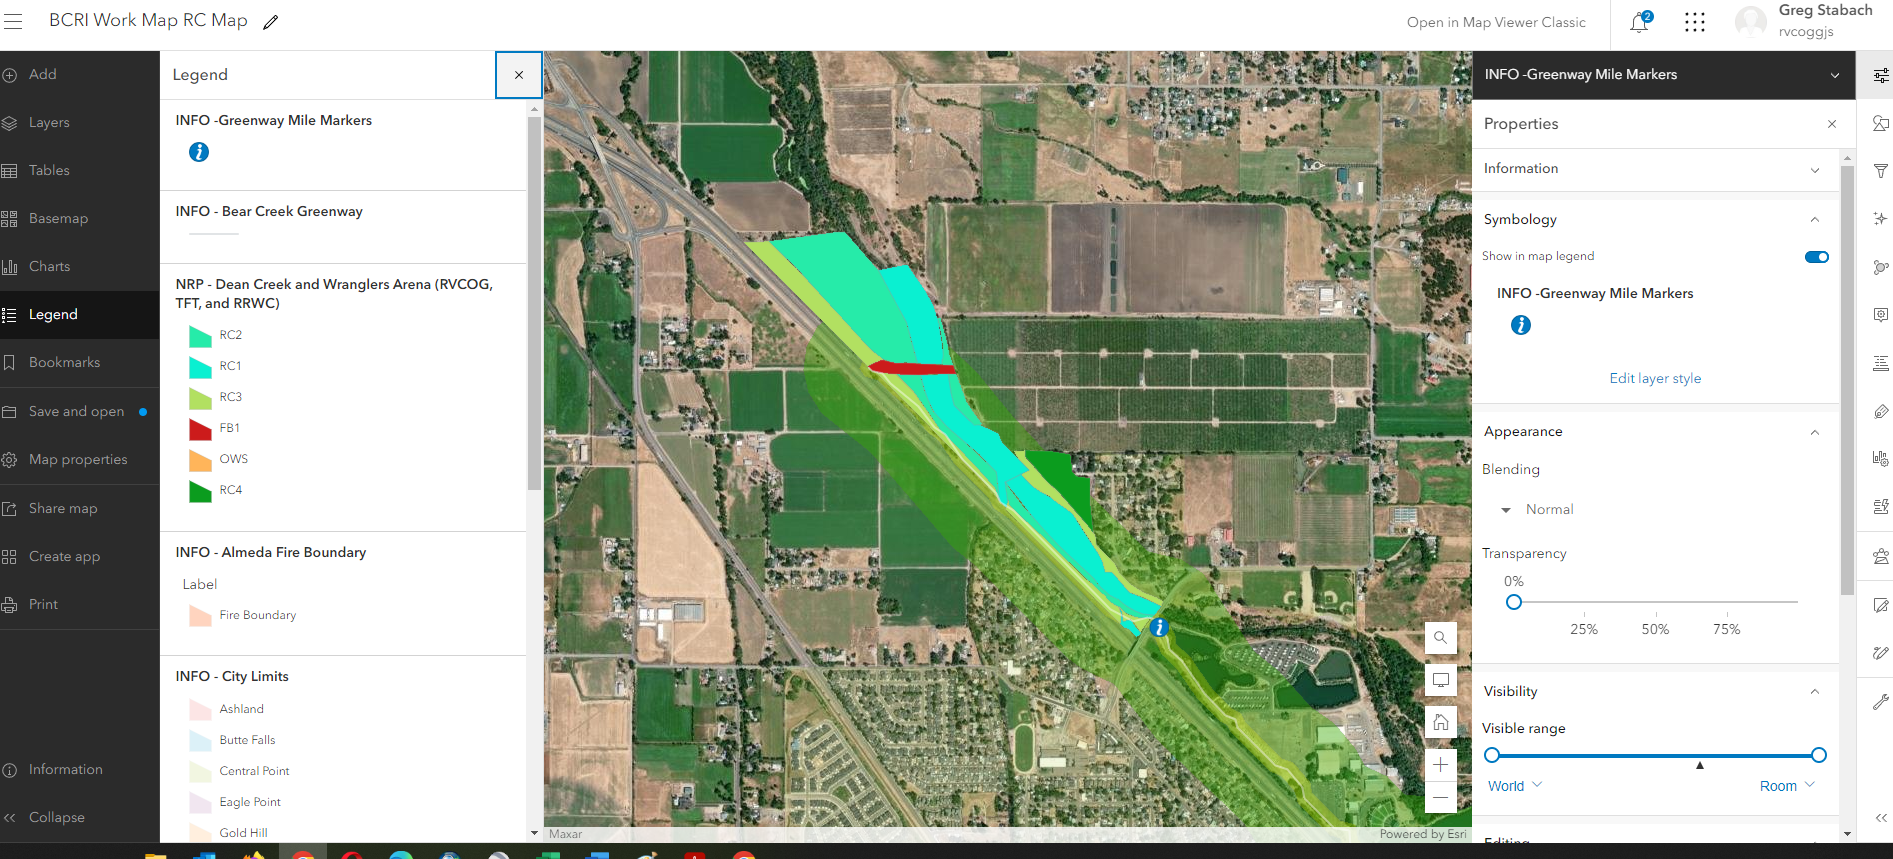 BCRI Work Map RC Map
Open in Map Viewer Classic
2
Greg Stabach
rvcoggjs
Add
Layers
Tables
Basemap
Charts
Legend
Bookmarks
Save and open
Map properties
Share map
Create app
Print
Information
Collapse
Legend
INFO -Greenway Mile Markers
INFO - Bear Creek Greenway
NRP - Dean Creek and Wranglers Arena (RVCOG,
TFT, and RRWC)
RC2
RC1
RC3
FB1
OWS
RC4
INFO - Almeda Fire Boundary
Label
Fire Boundary
INFO - City Limits
Ashland
Butte Falls
Central Point
Eagle Point
Gold Hill
Maxar
Powered by Esri
INFO -Greenway Mile Markers
Properties
Information
Symbology
Show in map legend
INFO -Greenway Mile Markers
Edit layer style
Appearance
Blending
Normal
Transparency
0%
25% 50% 75%
Visibility
Visible range
World
Room
Editing